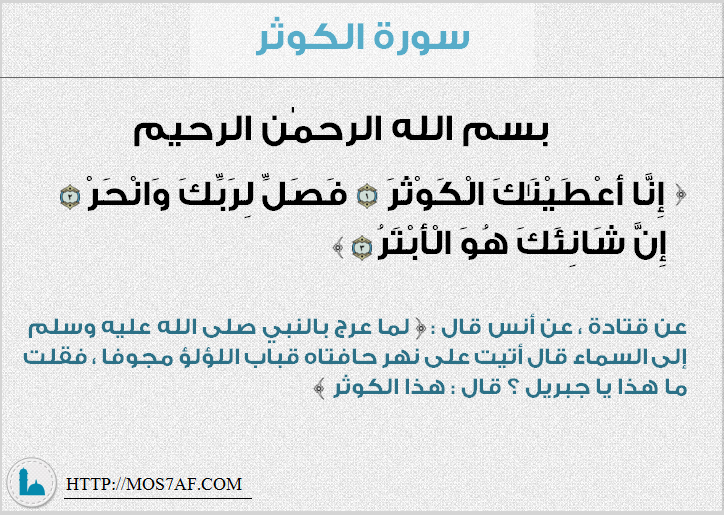 سورة الكوثر
بسم الله الرحمٰن الرحيم
﴿ إِنَّا أَعْطَيْنَاكَ الْكَوْثَرَ ١ فَصَلِّ لِرَبِّكَ وَانْحَرْ ٢
إِنَّ شَانِئَكَ هُوَ الْأَبْتَرُ ٣ ﴾
عن قتادة ، عن أنس قال : ﴿ لما عرج بالنبي صلى الله عليه وسلم
إلى السماء قال أتيت على نهر حافتاه قباب اللؤلؤ مجوفا ، فقلت
ما هذا يا جبريل ؟ قال : هذا الكوثر ﴾
HTTP://MOS7AF.COM